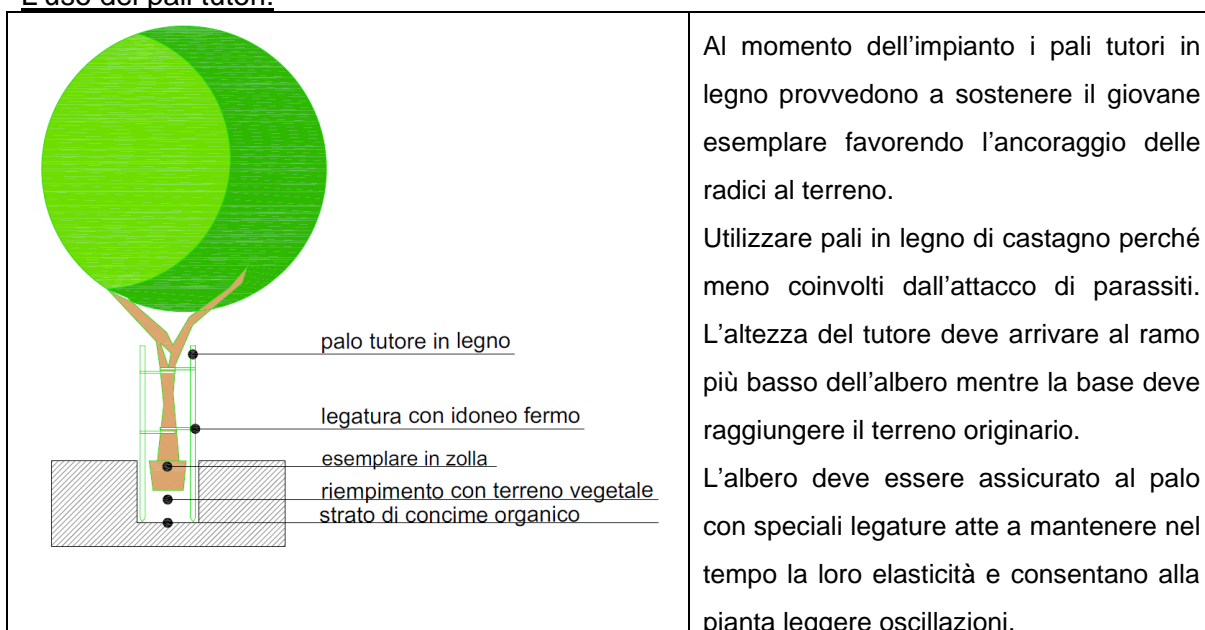 L'uso dei pali tutori.
palo tutore in legno
legatura con idoneo fermo
esemplare in zolla
riempimento con terreno vegetale
strato di concime organico
Al momento dell’impianto i pali tutori in
legno provvedono a sostenere il giovane
esemplare favorendo l’ancoraggio delle
radici al terreno.
Utilizzare pali in legno di castagno perché
meno coinvolti dall’attacco di parassiti.
L’altezza del tutore deve arrivare al ramo
più basso dell’albero mentre la base deve
raggiungere il terreno originario.
L’albero deve essere assicurato al palo
con speciali legature atte a mantenere nel
tempo la loro elasticità e consentano alla
pianta leggere oscillazioni.